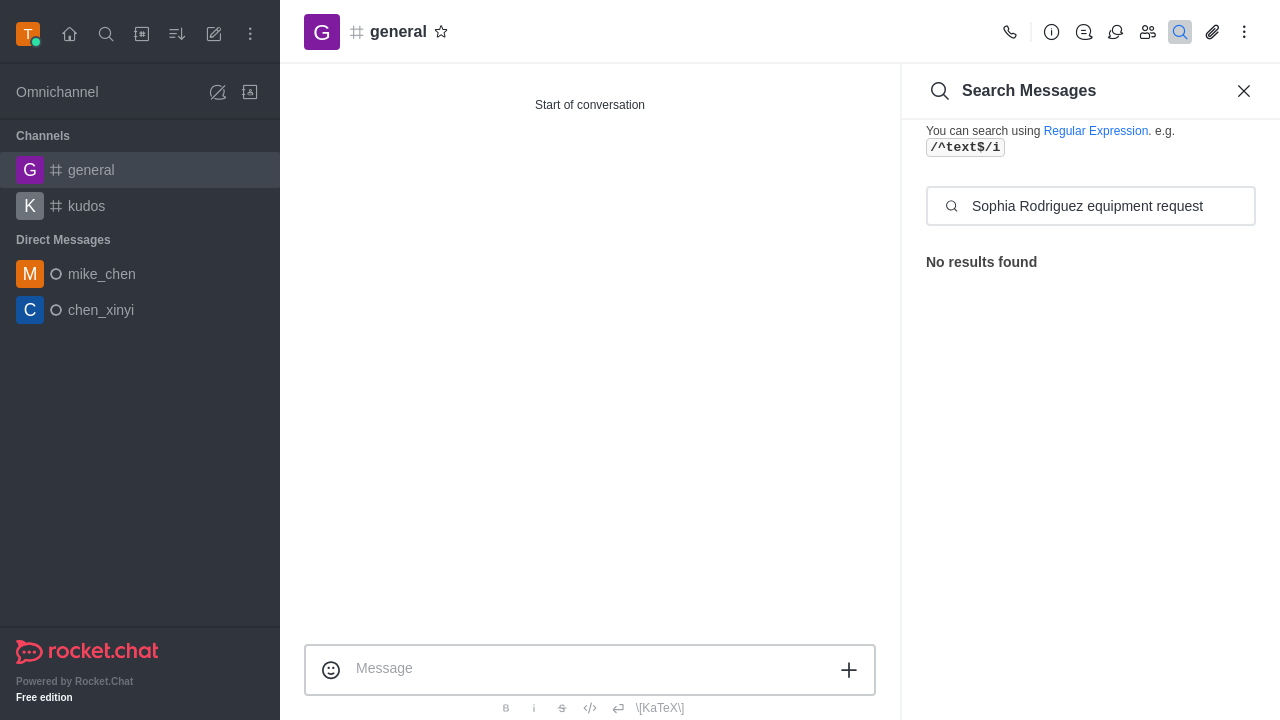 T
Omnichannel
Channels
G general
K kudos
Direct Messages
M mike_chen
C chen_xinyi
rocket.chat
Powered by Rocket.Chat
Free edition
G general
Start of conversation
Message
B i S \[KaTeX\]
Search Messages
You can search using Regular Expression. e.g.
/^text$/i
Sophia Rodriguez equipment request
No results found